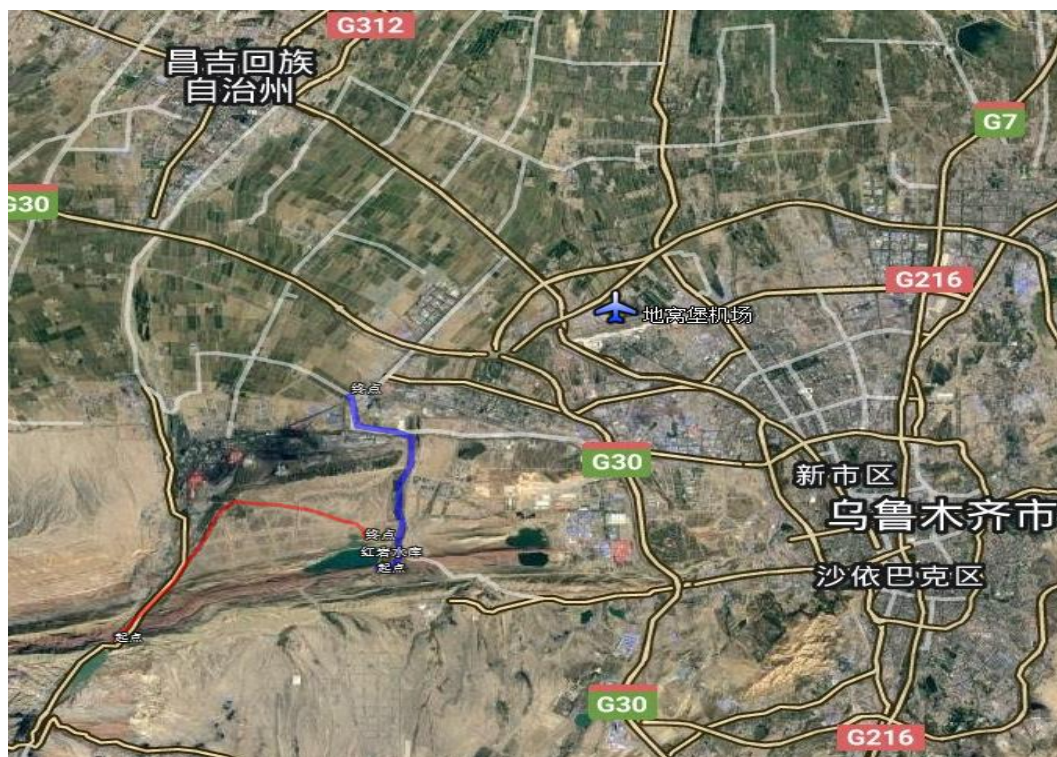 G312
昌吉回族
自治州
G7
G30
G216
地窝堡机场
终点
G30
新市区
乌鲁木齐市
终点
红岩水库
起点
沙依巴克区
起点
G30
G216